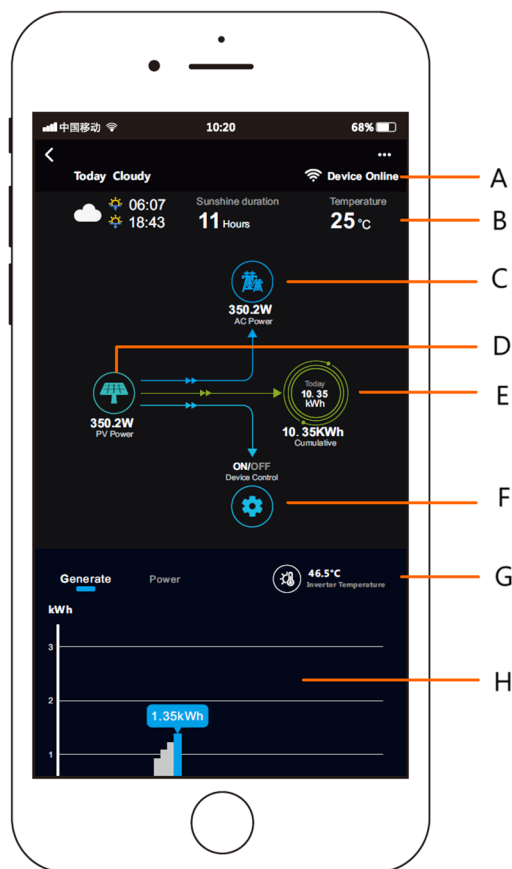 中国移动 10:20 68%
Today Cloudy Device Online A
06:07 Sunshine duration Temperature
18:43 11 Hours 25 °C B
C
350.2W
AC Power
D
Today
10. 35
kWh
E
350.2W
PV Power
10. 35KWh
Cumulative
ON/OFF
Device Control
F
Generate Power 46.5°C
Inverter Temperature
G
kWh
3
H
2
1.35kWh
1